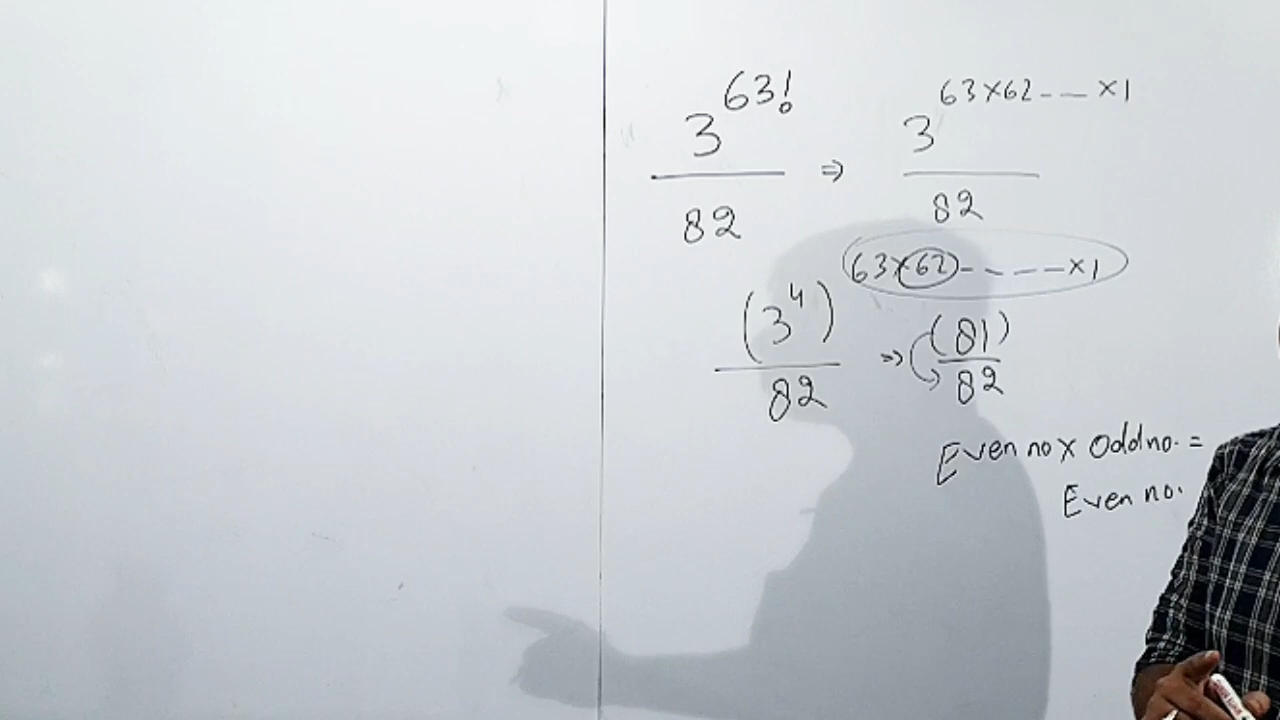 3^63! / 82 ⇒ 3^63×62---×1 / 82
63×62-----×1
(3^4) / 82 ⇒ (81) / 82
Even no × Odd no. =
Even no.